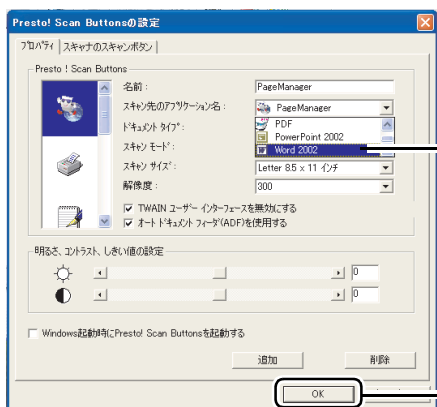 Presto! Scan Buttonsの設定
プロパティ スキャナのスキャンボタン
Presto ! Scan Buttons
名前 : PageManager
スキャン先のアプリケーション名 : PageManager
ドキュメント タイプ :
PDF
PowerPoint 2002
スキャン モード :
Word 2002
スキャン サイズ : Letter 8.5 x 11 インチ
解像度 : 300
TWAIN ユーザー インターフェースを無効にする
オート ドキュメント フィーダ(ADF)を使用する
明るさ、コントラスト、しきい値の設定
0
0
Windows起動時にPresto! Scan Buttonsを起動する
追加 削除
OK